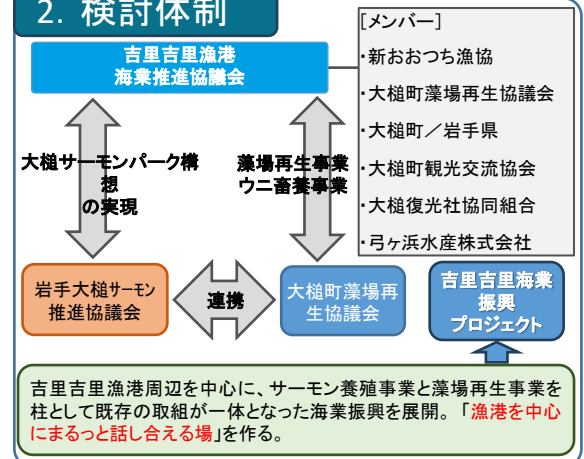 2. 検討体制
吉里吉里漁港
海業推進協議会
[メンバー]
・新おおつち漁協
・大槌町藻場再生協議会
・大槌町／岩手県
・大槌町観光交流協会
・大槌復光社協同組合
・弓ヶ浜水産株式会社
大槌サーモンパーク構
想
の実現
藻場再生事業
ウニ畜養事業
岩手大槌サーモン
推進協議会
連携
大槌町藻場再
生協議会
吉里吉里海業
振興
プロジェクト
吉里吉里漁港周辺を中心に、サーモン養殖事業と藻場再生事業を
柱として既存の取組が一体となった海業振興を展開。「漁港を中心
にまるっと話し合える場」を作る。